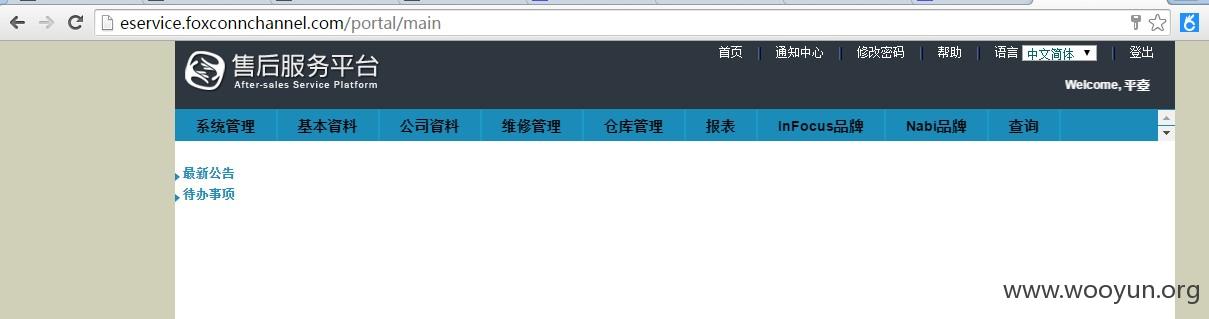 eservice.foxconnchannel.com/portal/main
首页 | 通知中心 | 修改密码 | 帮助 | 语言 中文简体 | 登出
售后服务平台
After-sales Service Platform
Welcome, 平臺
系统管理 基本資料 公司資料 维修管理 仓库管理 报表 InFocus品牌 Nabi品牌 查询
最新公告
待办事项
www.wooyun.org